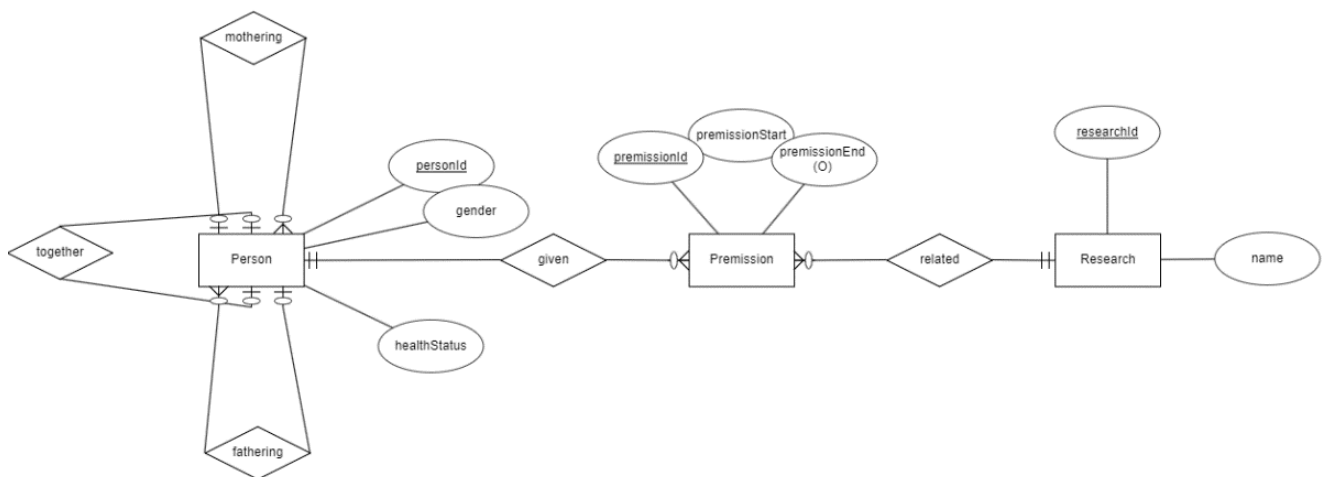 mothering
personId
gender
together
Person
healthStatus
fathering
given
premissionId
premissionStart
premissionEnd
(O)
Premission
related
researchId
Research
name